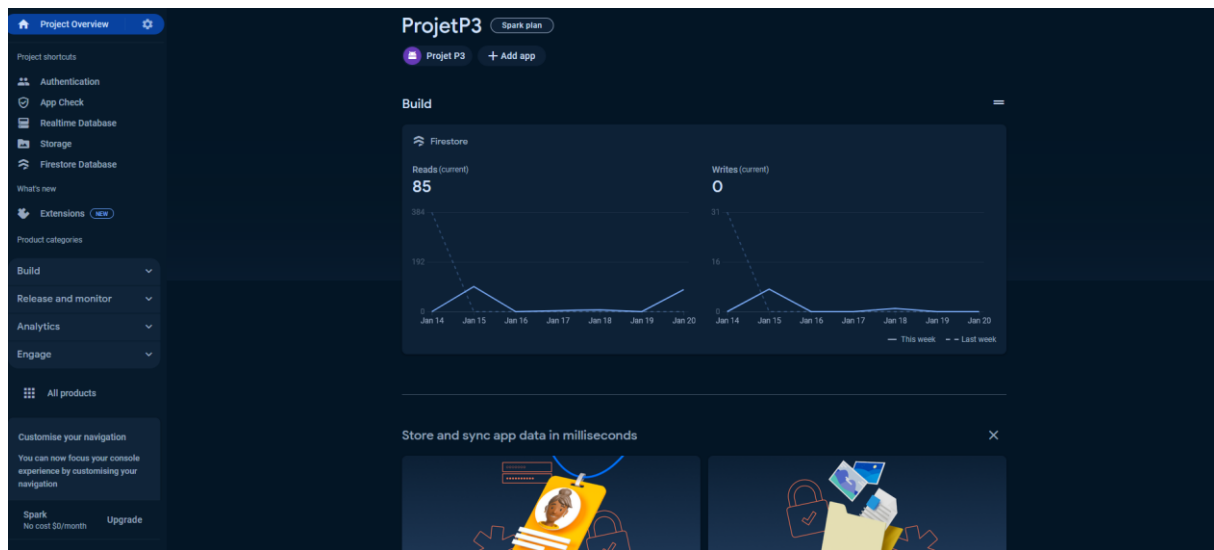 Project Overview
Project shortcuts
Authentication
App Check
Realtime Database
Storage
Firestore Database
What's new
Extensions NEW
Product categories
Build
Release and monitor
Analytics
Engage
All products
Customise your navigation
You can now focus your console
experience by customising your
navigation
Spark
No cost $0/month
Upgrade
ProjetP3 Spark plan
Projet P3 + Add app
Build
Firestore
Reads (current)
85
384
192
0
Jan 14 Jan 15 Jan 16 Jan 17 Jan 18 Jan 19 Jan 20
Writes (current)
0
31
16
0
Jan 14 Jan 15 Jan 16 Jan 17 Jan 18 Jan 19 Jan 20
This week Last week
Store and sync app data in milliseconds